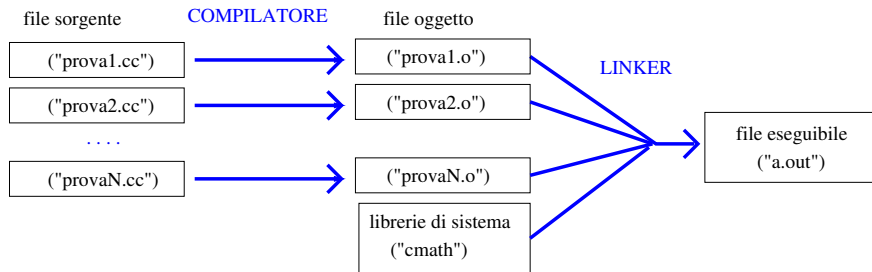 file sorgente
COMPILATORE
file oggetto
("prova1.cc")
("prova1.o")
LINKER
("prova2.cc")
("prova2.o")
. . . .
file eseguibile
("a.out")
("provaN.cc")
("provaN.o")
librerie di sistema
("cmath")